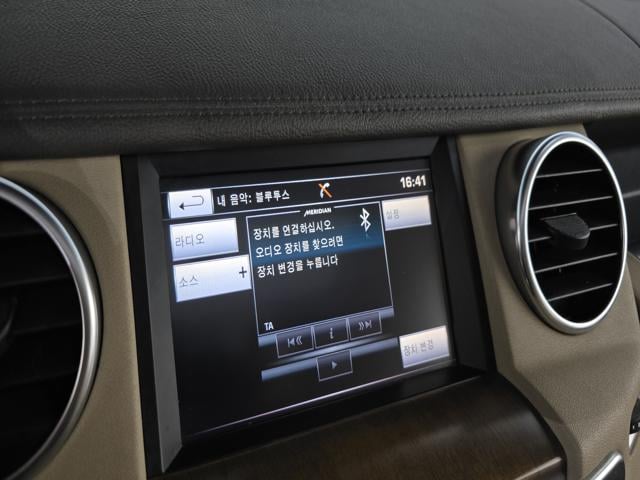 내 음악: 블루투스
16:41
MERIDIAN
라디오
설정
장치를 연결하십시오.
오디오 장치를 찾으려면
장치 변경을 누릅니다
소스 +
TA
i
장치 변경